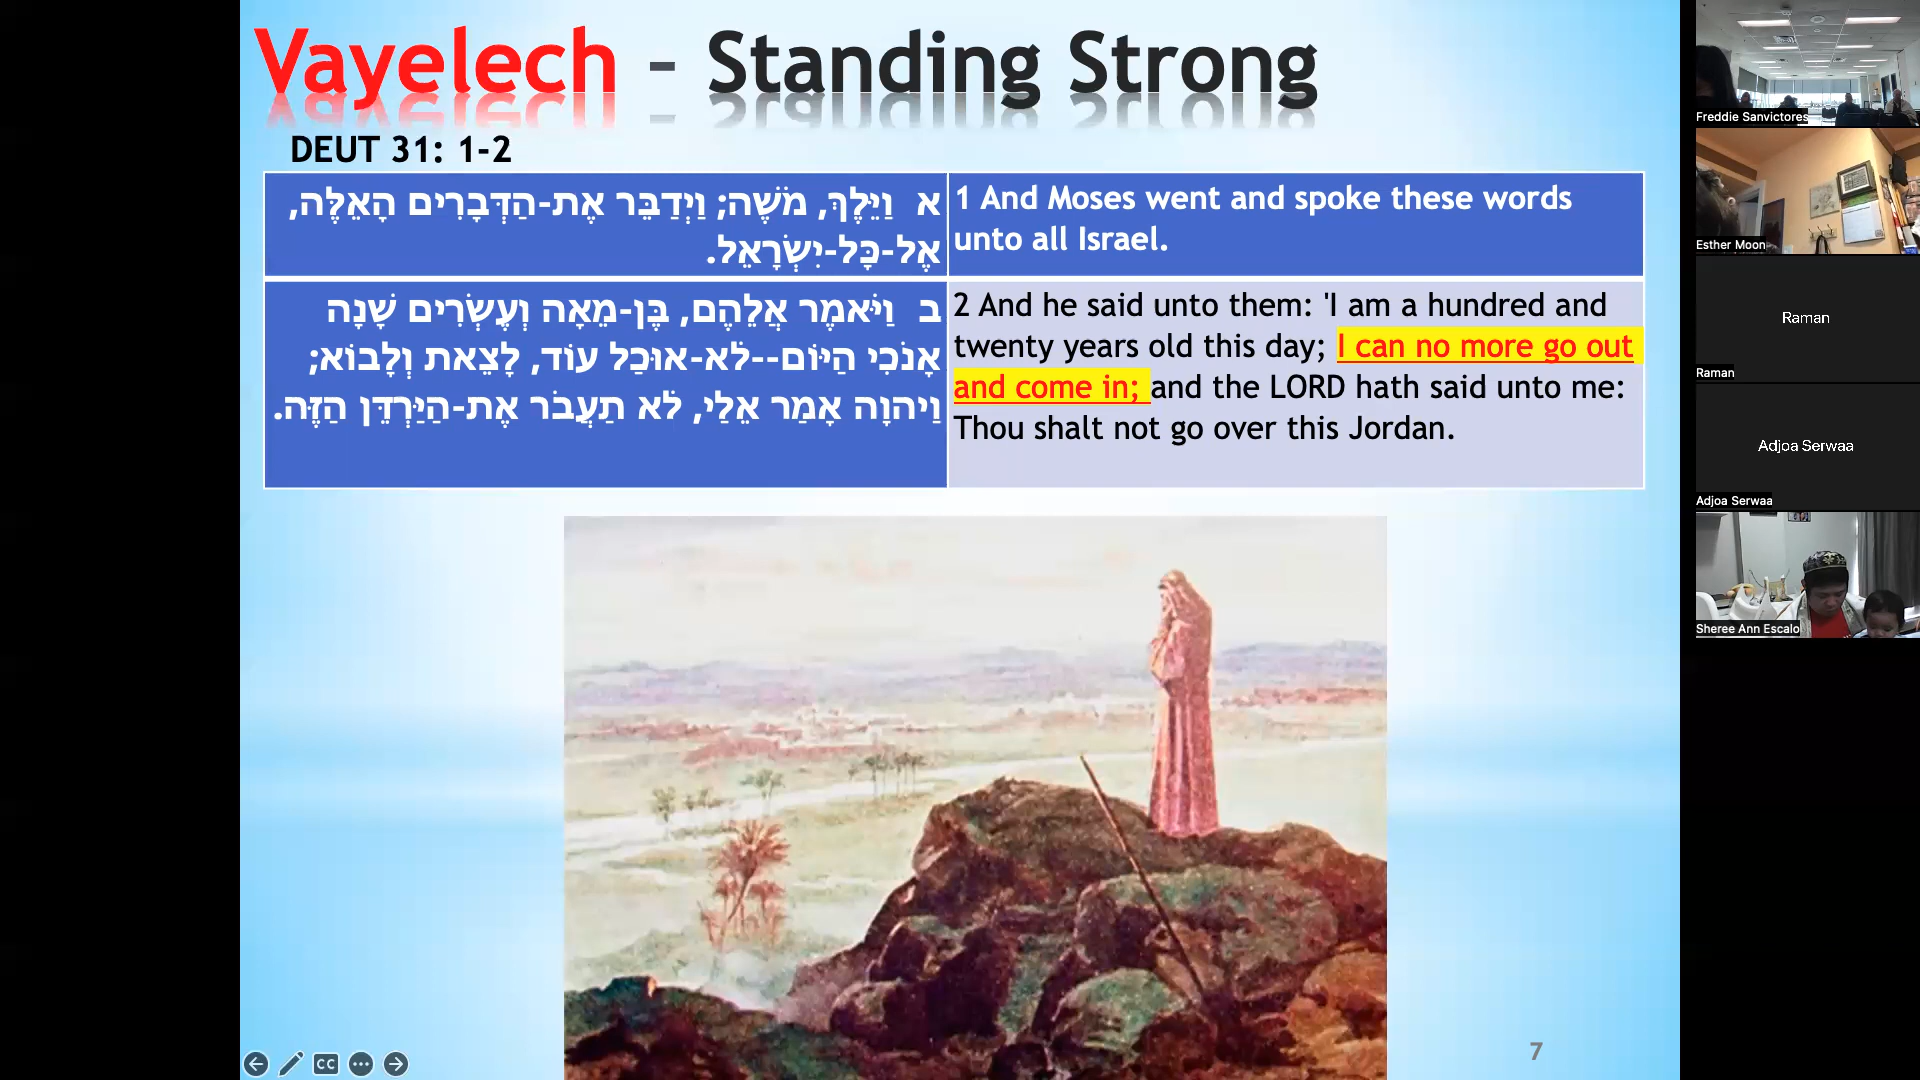 Vayelech - Standing Strong
DEUT 31: 1-2
א וַיֵּלֶךְ, מֹשֶׁה; וַיְדַבֵּר אֶת-הַדְּבָרִים הָאֵלֶּה,
אֶל-כָּל-יִשְׂרָאֵל.
1 And Moses went and spoke these words
unto all Israel.
ב וַיֹּאמֶר אֲלֵהֶם, בֶּן-מֵאָה וְעֶשְׂרִים שָׁנָה
אָנֹכִי הַיּוֹם--לֹא-אוּכַל עוֹד, לָצֵאת וְלָבוֹא;
וַיהוָה אָמַר אֵלַי, לֹא תַעֲבֹר אֶת-הַיַּרְדֵּן הַזֶּה.
2 And he said unto them: 'I am a hundred and
twenty years old this day; I can no more go out
and come in; and the LORD hath said unto me:
Thou shalt not go over this Jordan.
7
CC
Freddie Sanvictores
Esther Moon
Raman
Raman
Adjoa Serwaa
Adjoa Serwaa
Sheree Ann Escalo